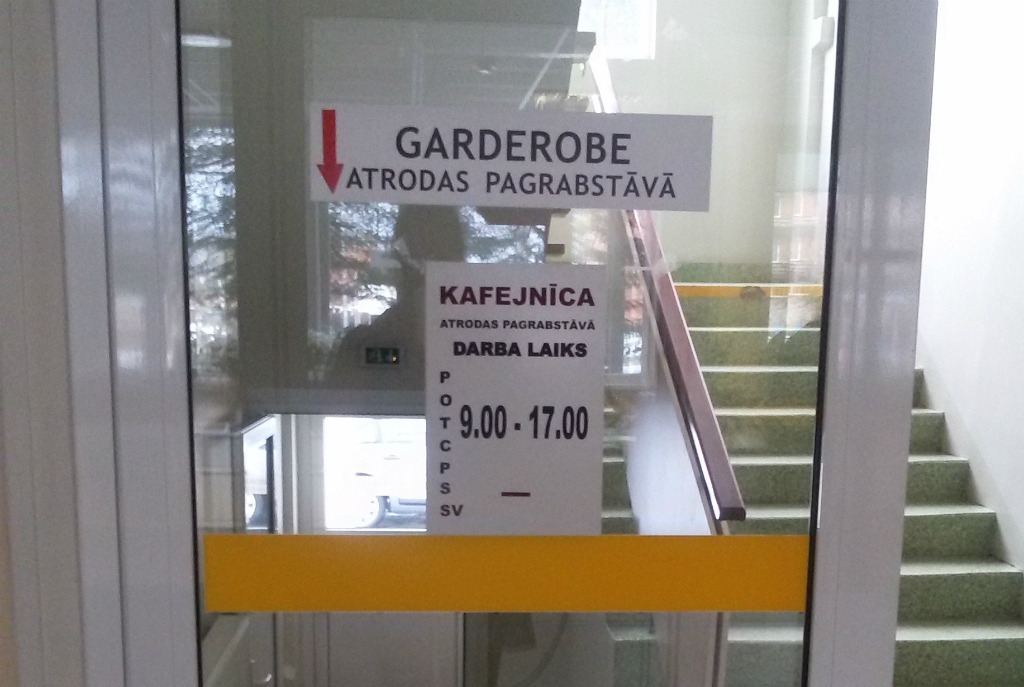 GARDEROBE
ATRODAS PAGRABSTĀVĀ
KAFEJNĪCA
ATRODAS PAGRABSTĀVĀ
DARBA LAIKS
P
O
T
C
P
S
SV
9.00 - 17.00
—